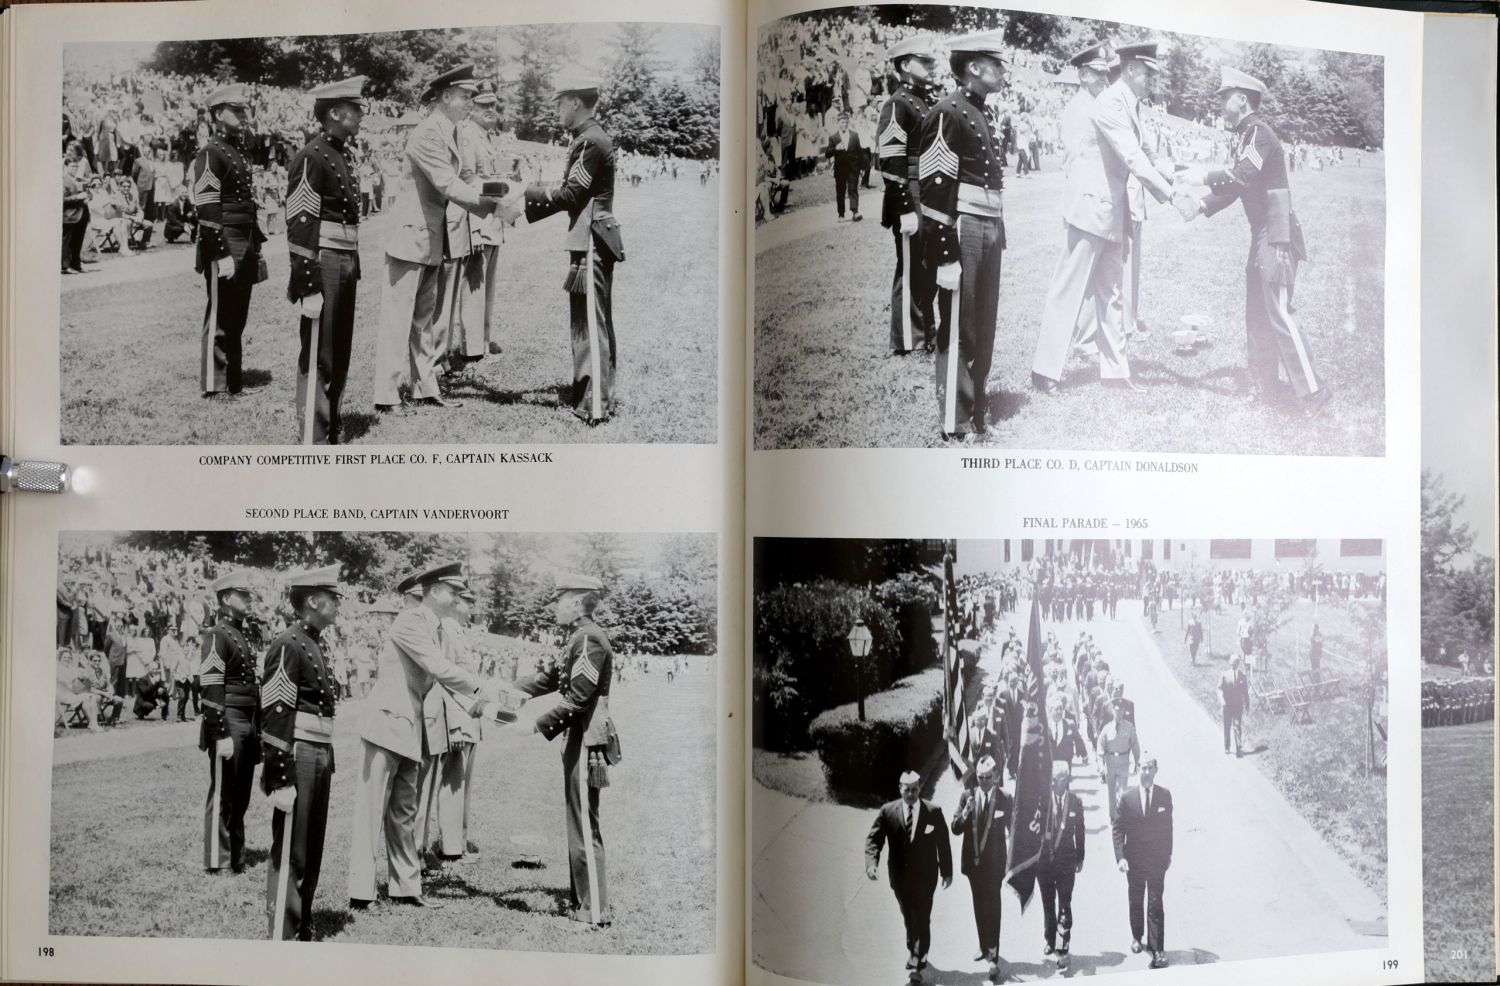 COMPANY COMPETITIVE FIRST PLACE CO. F, CAPTAIN KASSACK
SECOND PLACE BAND, CAPTAIN VANDERVOORT
198
THIRD PLACE CO. D, CAPTAIN DONALDSON
FINAL PARADE – 1965
199
201